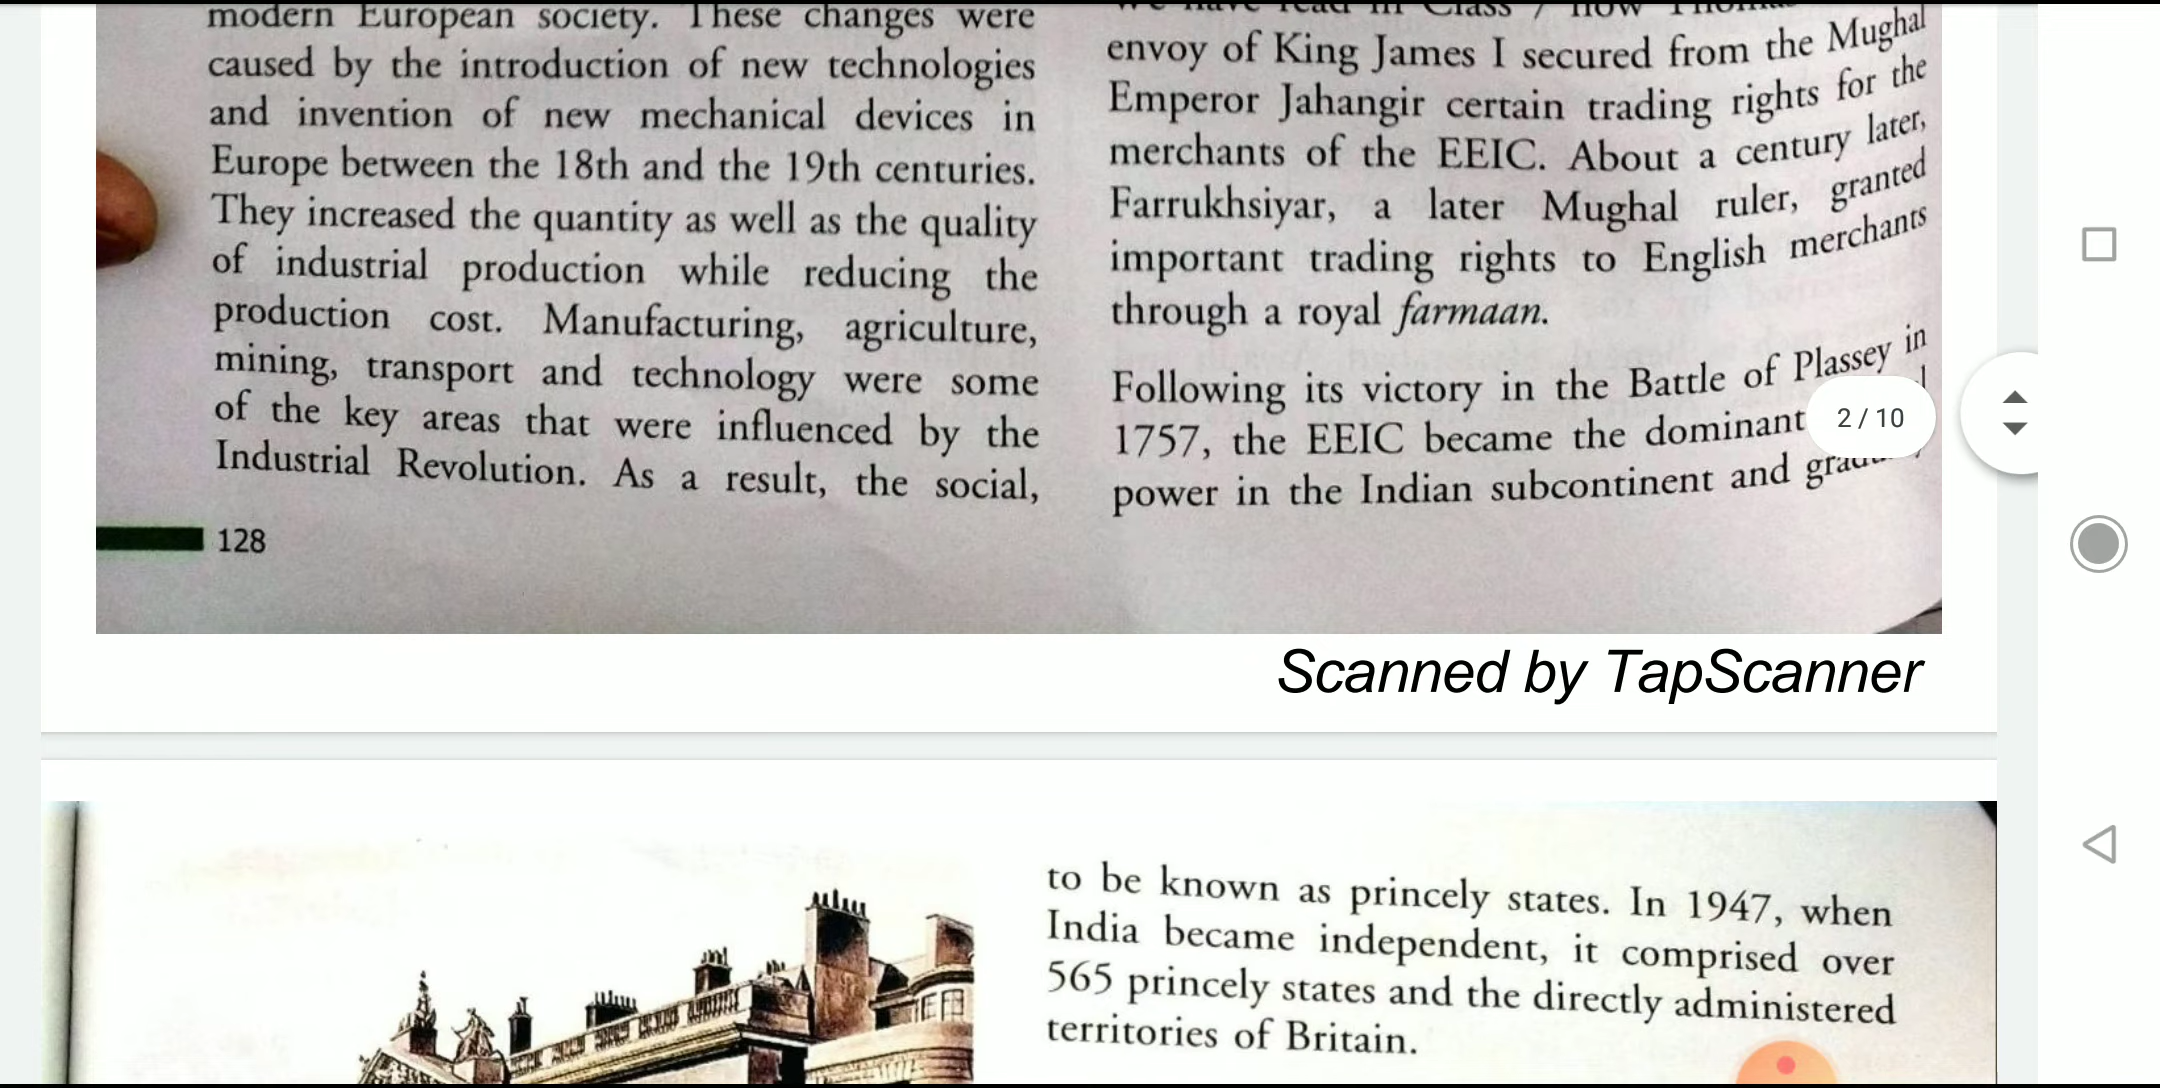 modern European society. These changes were
caused by the introduction of new technologies
and invention of new mechanical devices in
Europe between the 18th and the 19th centuries.
They increased the quantity as well as the quality
of industrial production while reducing the
production cost. Manufacturing, agriculture,
mining, transport and technology were some
of the key areas that were influenced by the
Industrial Revolution. As a result, the social,
128
We have read in Class 7 how
envoy of King James I secured from the Mughal
Emperor Jahangir certain trading rights for the
merchants of the EEIC. About a century later,
Farrukhsiyar, a later Mughal ruler, granted
important trading rights to English merchants
through a royal farmaan.
Following its victory in the Battle of Plassey in
1757, the EEIC became the dominant
power in the Indian subcontinent and
2 / 10
Scanned by TapScanner
to be known as princely states. In 1947, when
India became independent, it comprised over
565 princely states and the directly administered
territories of Britain.